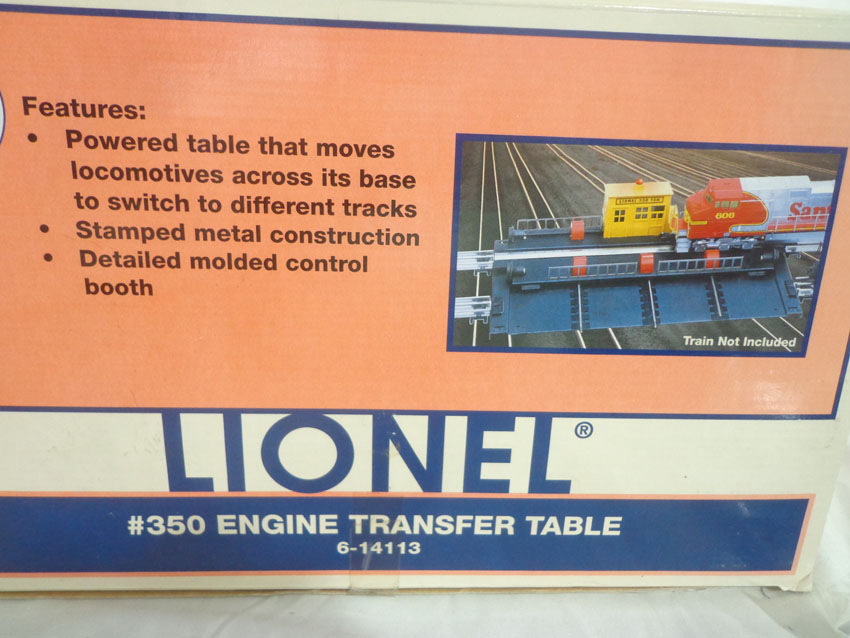 Features:
• Powered table that moves
locomotives across its base
to switch to different tracks
• Stamped metal construction
• Detailed molded control
booth
606
Train Not Included
LIONEL®
#350 ENGINE TRANSFER TABLE
6-14113